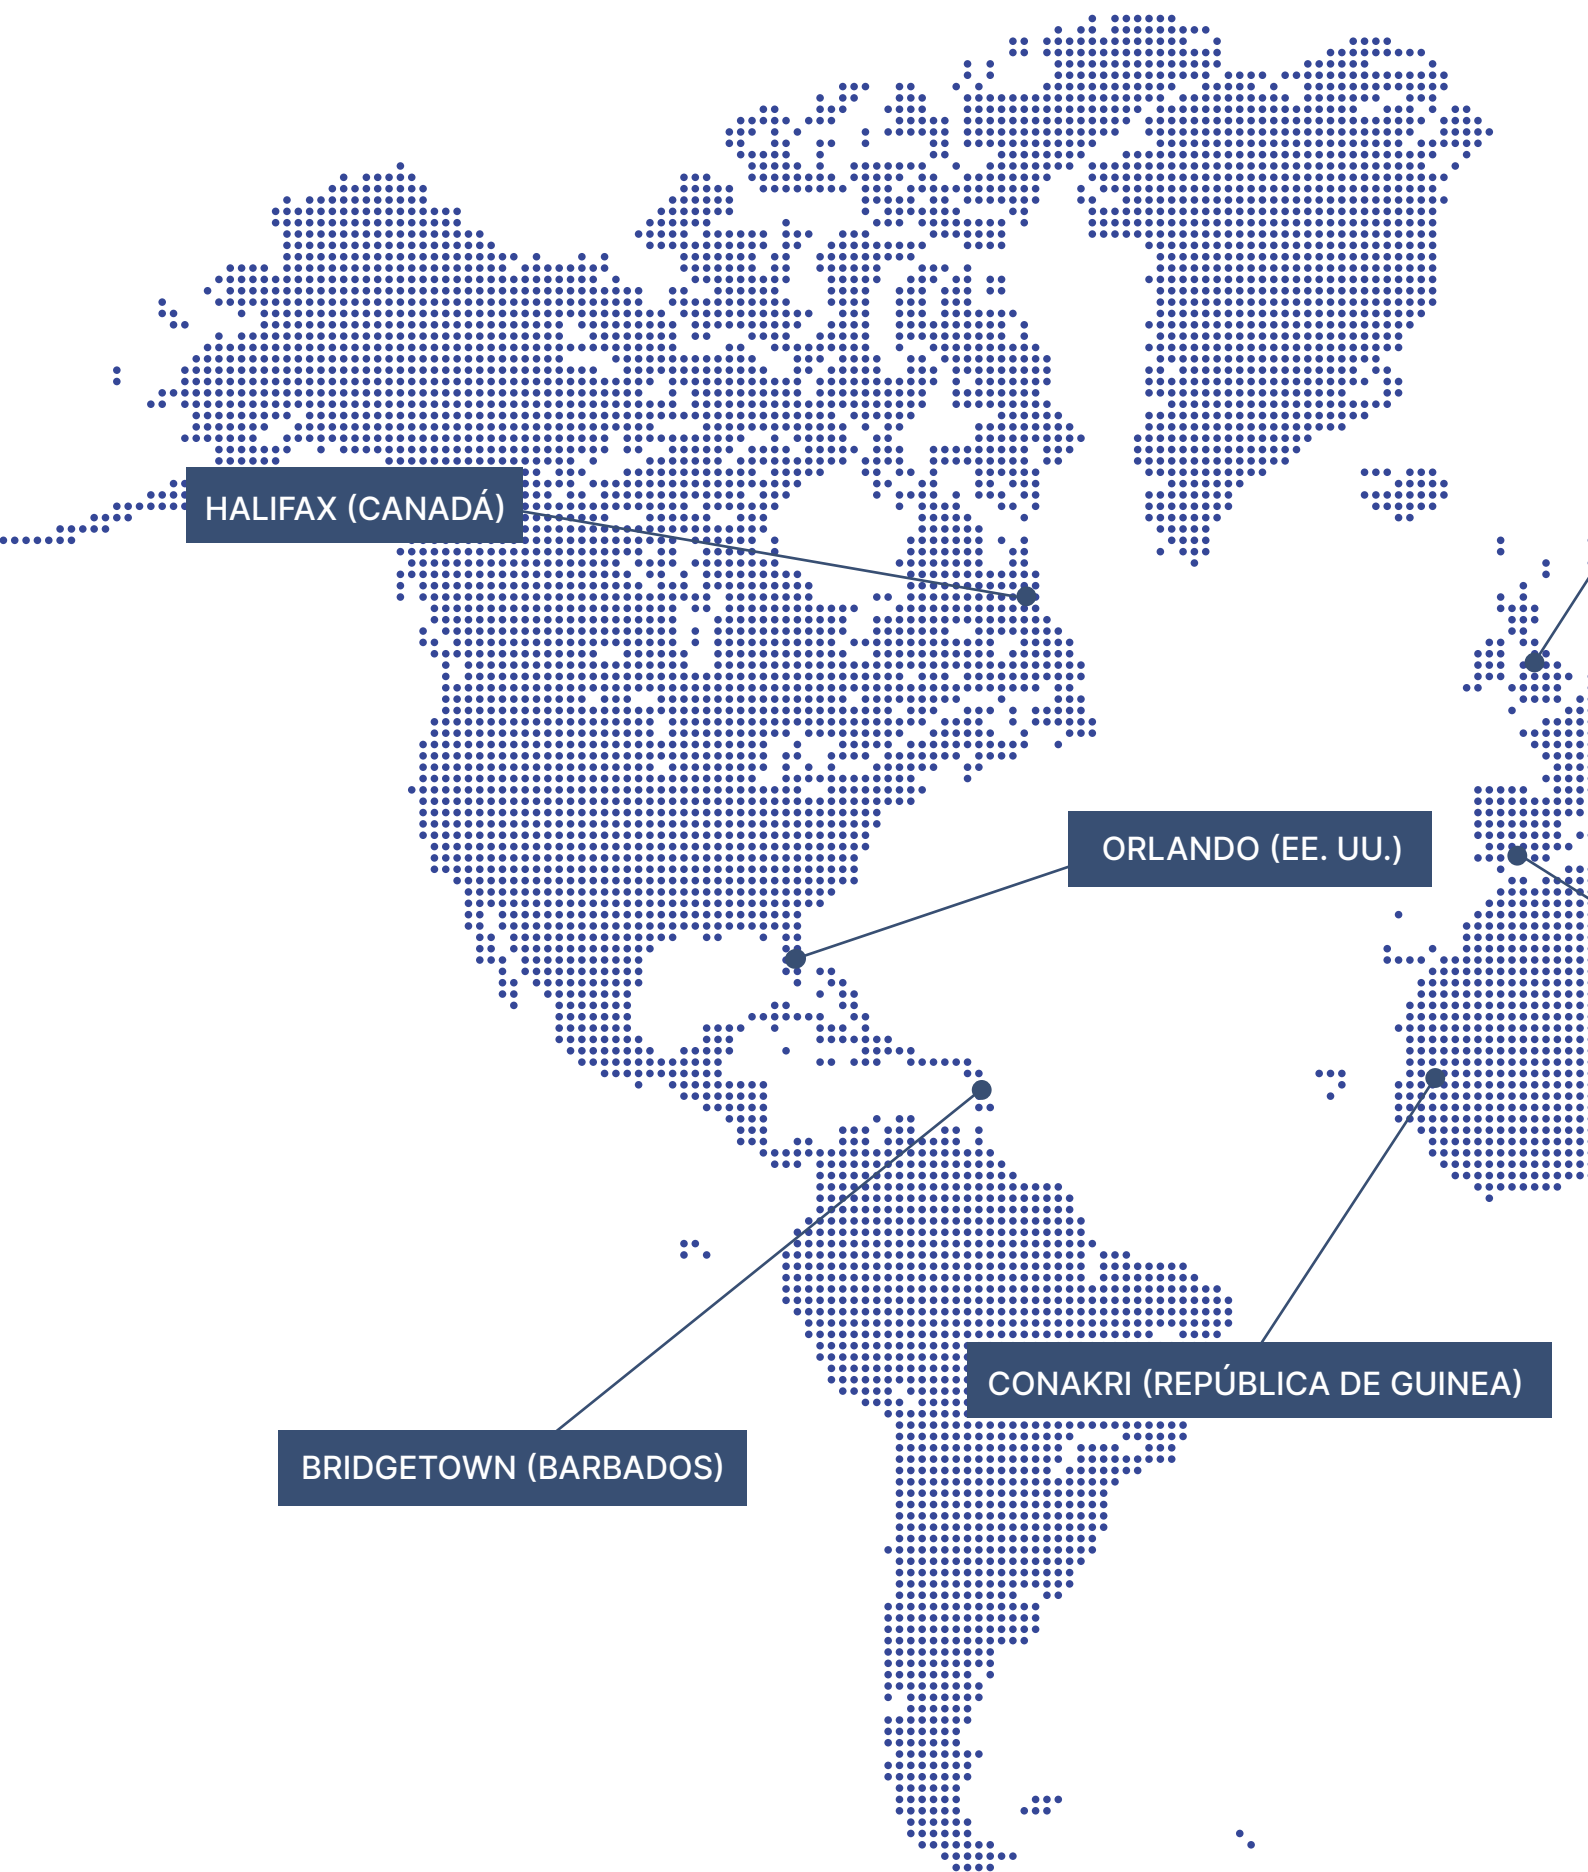 HALIFAX (CANADÁ)
ORLANDO (EE. UU.)
CONAKRI (REPÚBLICA DE GUINEA)
BRIDGETOWN (BARBADOS)